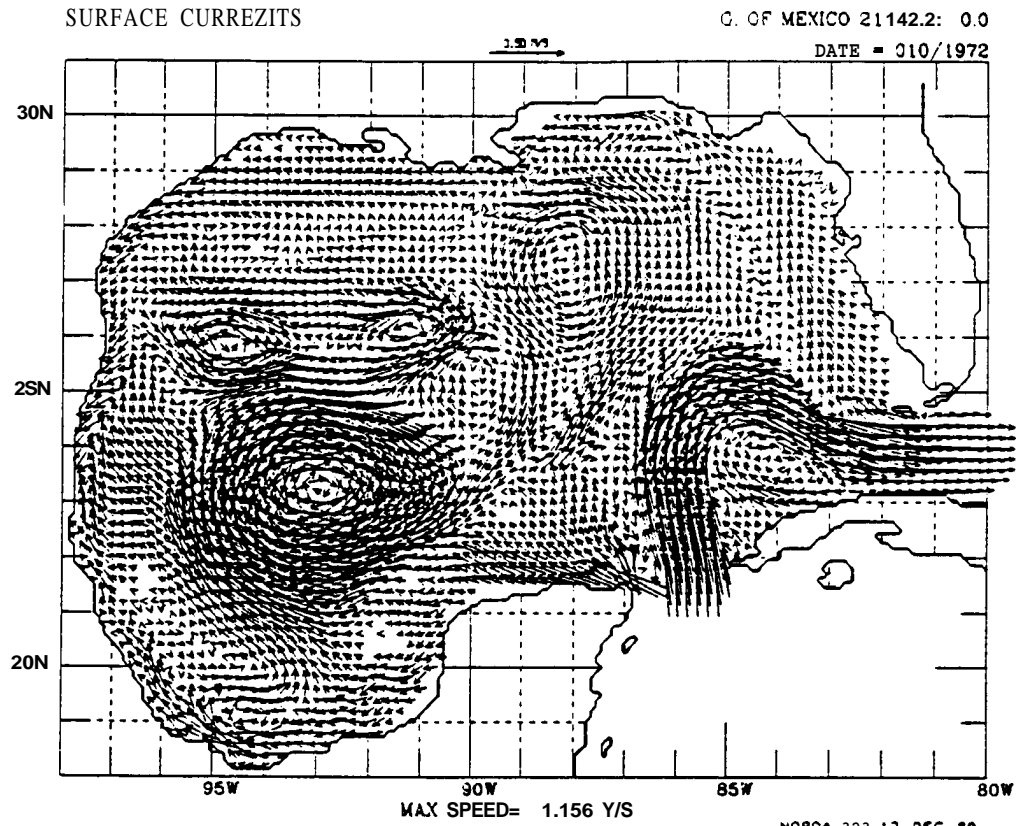 SURFACE CURREZITS
G. OF MEXICO 21142.2: 0.0
DATE = 010/1972
30N
25N
20N
95W 90W 85W 80W
MAX SPEED= 1.156 Y/S